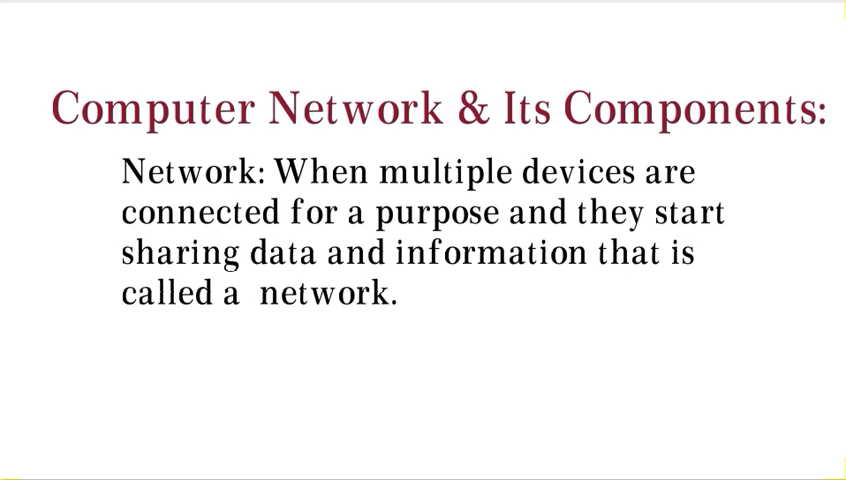 Computer Network & Its Components:
Network: When multiple devices are
connected for a purpose and they start
sharing data and information that is
called a  network.